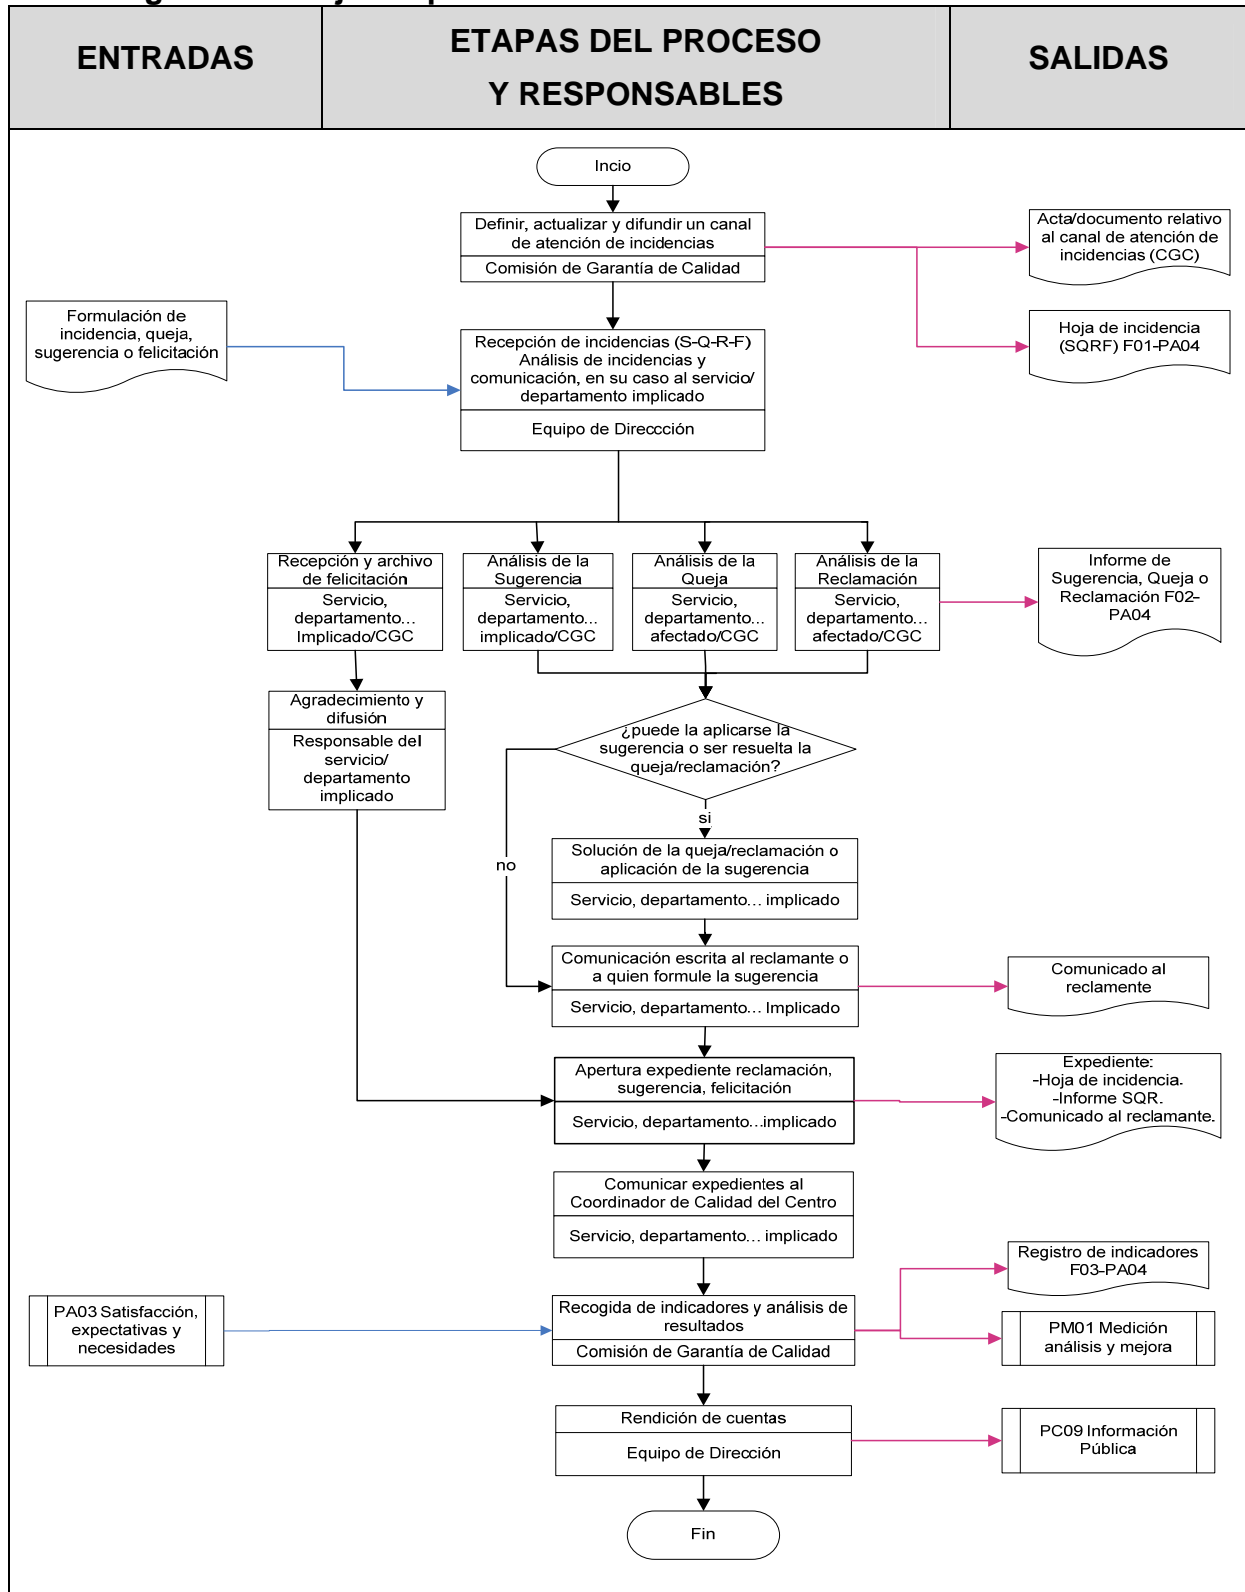 ENTRADAS
ETAPAS DEL PROCESO
Y RESPONSABLES
SALIDAS
Incio
Definir, actualizar y difundir un canal
de atención de incidencias
Comisión de Garantía de Calidad
Acta/documento relativo
al canal de atención de
incidencias (CGC)
Formulación de
incidencia, queja,
sugerencia o felicitación
Recepción de incidencias (S-Q-R-F)
Análisis de incidencias y
comunicación, en su caso al servicio/
departamento implicado
Equipo de Direccción
Hoja de incidencia
(SQRF) F01-PA04
Recepción y archivo
de felicitación
Servicio,
departamento...
Implicado/CGC
Análisis de la
Sugerencia
Servicio,
departamento...
implicado/CGC
Análisis de la
Queja
Servicio,
departamento...
afectado/CGC
Análisis de la
Reclamación
Servicio,
departamento...
afectado/CGC
Informe de
Sugerencia, Queja o
Reclamación F02-
PA04
Agradecimiento y
difusión
Responsable del
servicio/
departamento
implicado
¿puede la aplicarse la
sugerencia o ser resuelta la
queja/reclamación?
si
no
Solución de la queja/reclamación o
aplicación de la sugerencia
Servicio, departamento... implicado
Comunicación escrita al reclamante o
a quien formule la sugerencia
Servicio, departamento... Implicado
Comunicado al
reclamente
Apertura expediente reclamación,
sugerencia, felicitación
Servicio, departamento...implicado
Expediente:
-Hoja de incidencia.
-Informe SQR.
-Comunicado al reclamante.
Comunicar expedientes al
Coordinador de Calidad del Centro
Servicio, departamento... implicado
Registro de indicadores
F03-PA04
PA03 Satisfacción,
expectativas y
necesidades
Recogida de indicadores y análisis de
resultados
Comisión de Garantía de Calidad
PM01 Medición
análisis y mejora
Rendición de cuentas
Equipo de Dirección
PC09 Información
Pública
Fin